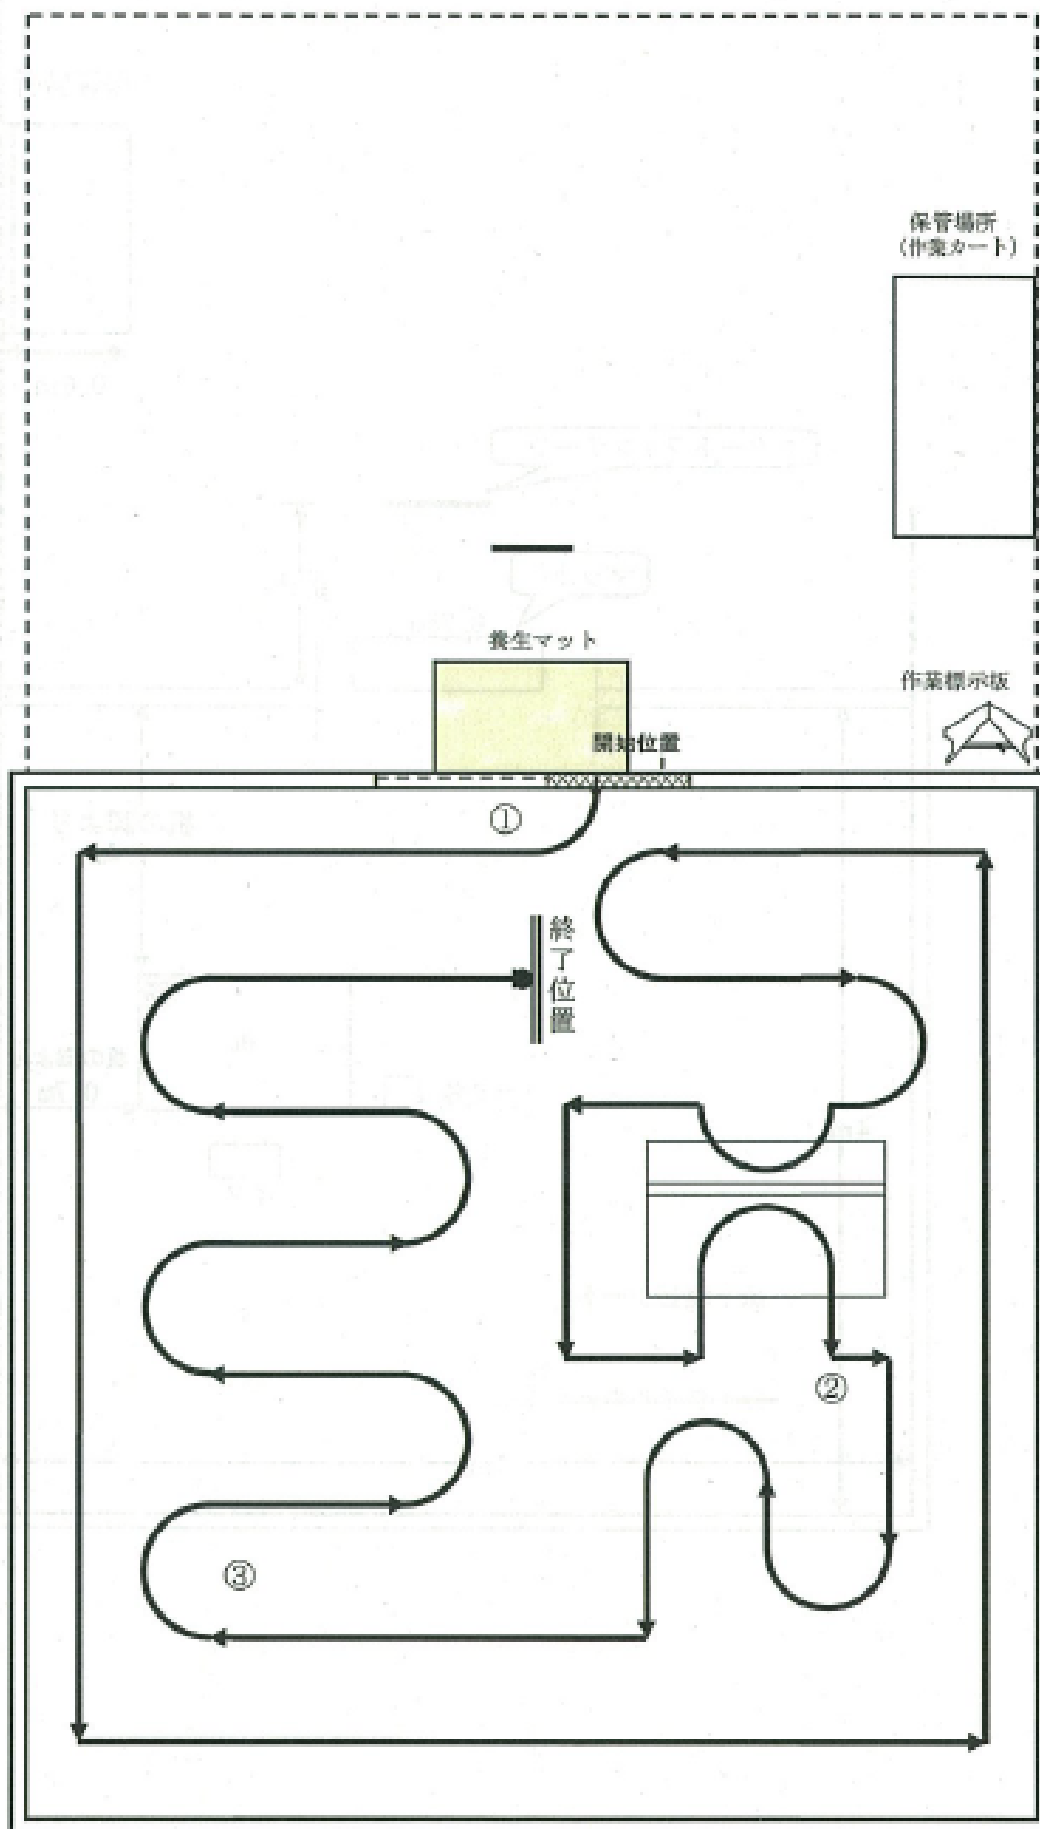 保管場所
(作業カート)
養生マット
作業標示板
開始位置
①
終了位置
②
③